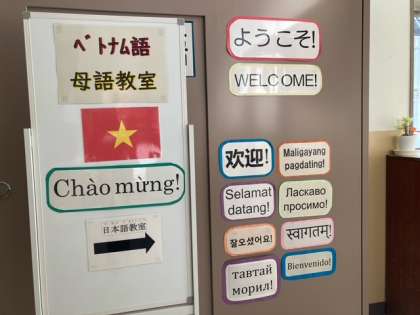 ベトナム語
母語教室
Chào mừng!
日本語教室
ようこそ!
WELCOME!
欢迎!
Maligayang
pagdating!
Selamat
datang!
Ласкаво
просимо!
잘오셨어요!
स्वागतम्!
тавтай
морил!
Bienvenido!